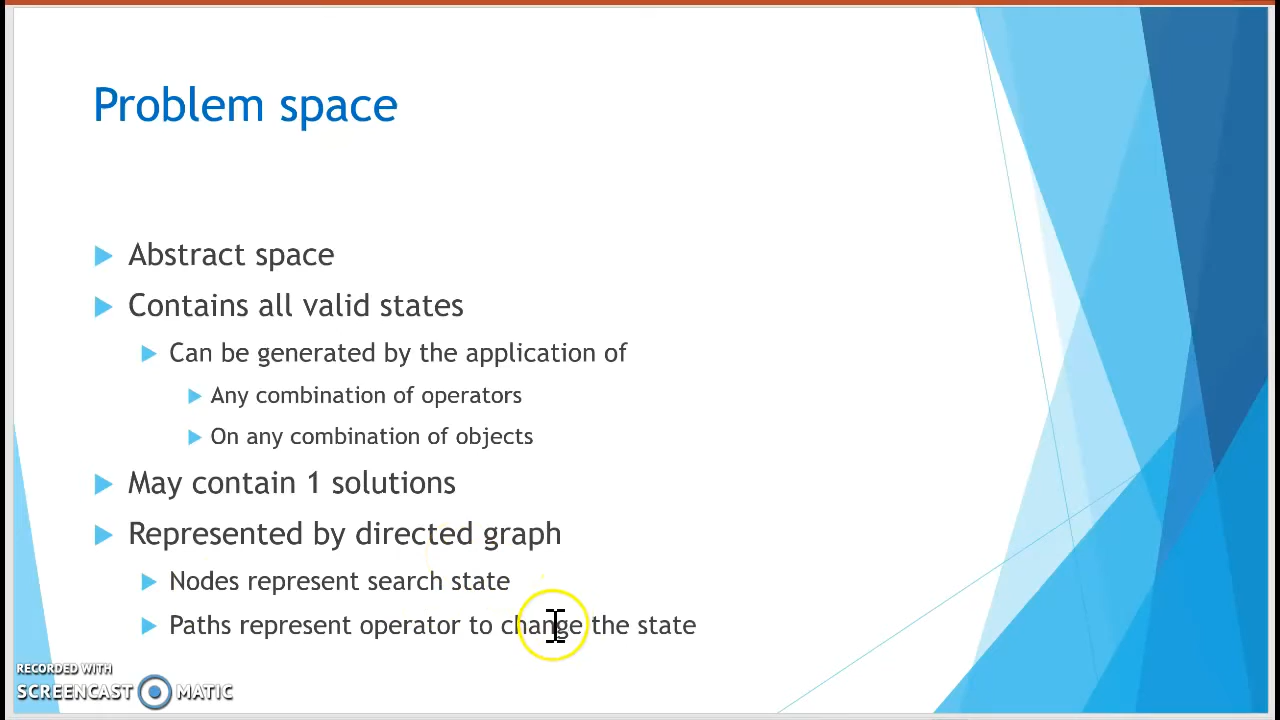 Problem space
Abstract space
Contains all valid states
Can be generated by the application of
Any combination of operators
On any combination of objects
May contain 1 solutions
Represented by directed graph
Nodes represent search state
Paths represent operator to change the state
RECORDED WITH
SCREENCAST MATIC